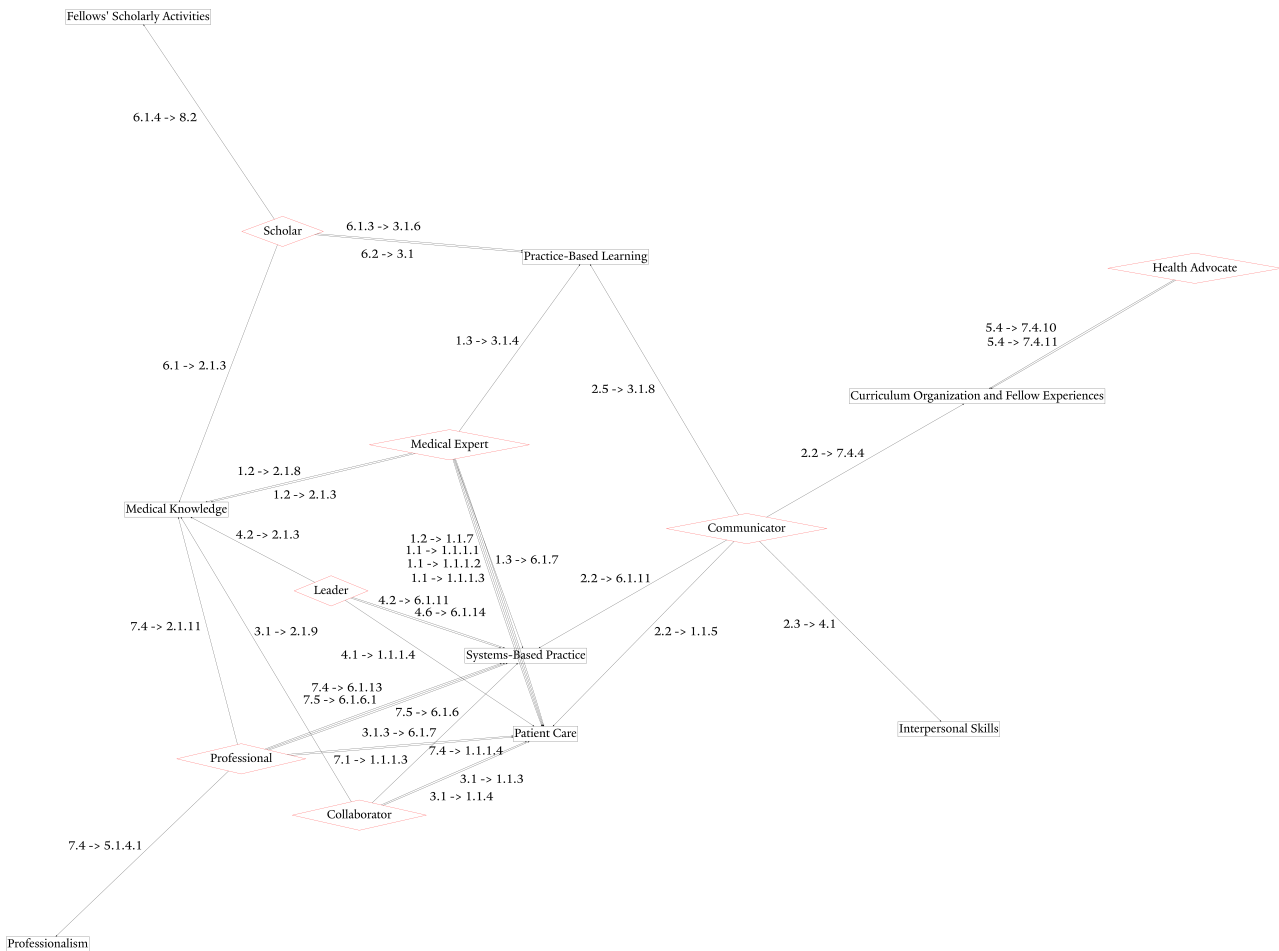 Fellows' Scholarly Activities
6.1.4 -> 8.2
Scholar
6.1.3 -> 3.1.6
6.2 -> 3.1
Practice-Based Learning
Health Advocate
5.4 -> 7.4.10
5.4 -> 7.4.11
1.3 -> 3.1.4
6.1 -> 2.1.3
2.5 -> 3.1.8
Curriculum Organization and Fellow Experiences
Medical Expert
2.2 -> 7.4.4
1.2 -> 2.1.8
1.2 -> 2.1.3
Medical Knowledge
Communicator
4.2 -> 2.1.3
1.2 -> 1.1.7
1.1 -> 1.1.1.1
1.1 -> 1.1.1.2
1.1 -> 1.1.1.3
1.3 -> 6.1.7
2.2 -> 6.1.11
Leader
4.2 -> 6.1.11
4.6 -> 6.1.14
7.4 -> 2.1.11
3.1 -> 2.1.9
2.2 -> 1.1.5
2.3 -> 4.1
4.1 -> 1.1.1.4
Systems-Based Practice
7.4 -> 6.1.13
7.5 -> 6.1.6.1
7.5 -> 6.1.6
3.1.3 -> 6.1.7
Patient Care
Interpersonal Skills
7.4 -> 1.1.1.4
Professional
7.1 -> 1.1.1.3
3.1 -> 1.1.3
3.1 -> 1.1.4
Collaborator
7.4 -> 5.1.4.1
Professionalism